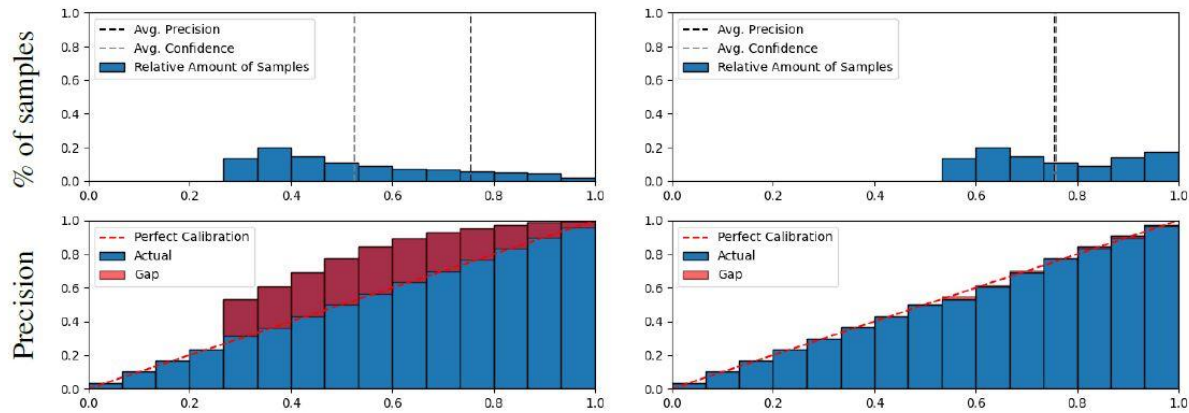 % of samples
1.0
0.8
0.6
0.4
0.2
0.0
Avg. Precision
Avg. Confidence
Relative Amount of Samples
0.0 0.2 0.4 0.6 0.8 1.0
1.0
0.8
0.6
0.4
0.2
0.0
Avg. Precision
Avg. Confidence
Relative Amount of Samples
0.0 0.2 0.4 0.6 0.8 1.0
Precision
1.0
0.8
0.6
0.4
0.2
0.0
Perfect Calibration
Actual
Gap
0.0 0.2 0.4 0.6 0.8 1.0
1.0
0.8
0.6
0.4
0.2
0.0
Perfect Calibration
Actual
Gap
0.0 0.2 0.4 0.6 0.8 1.0